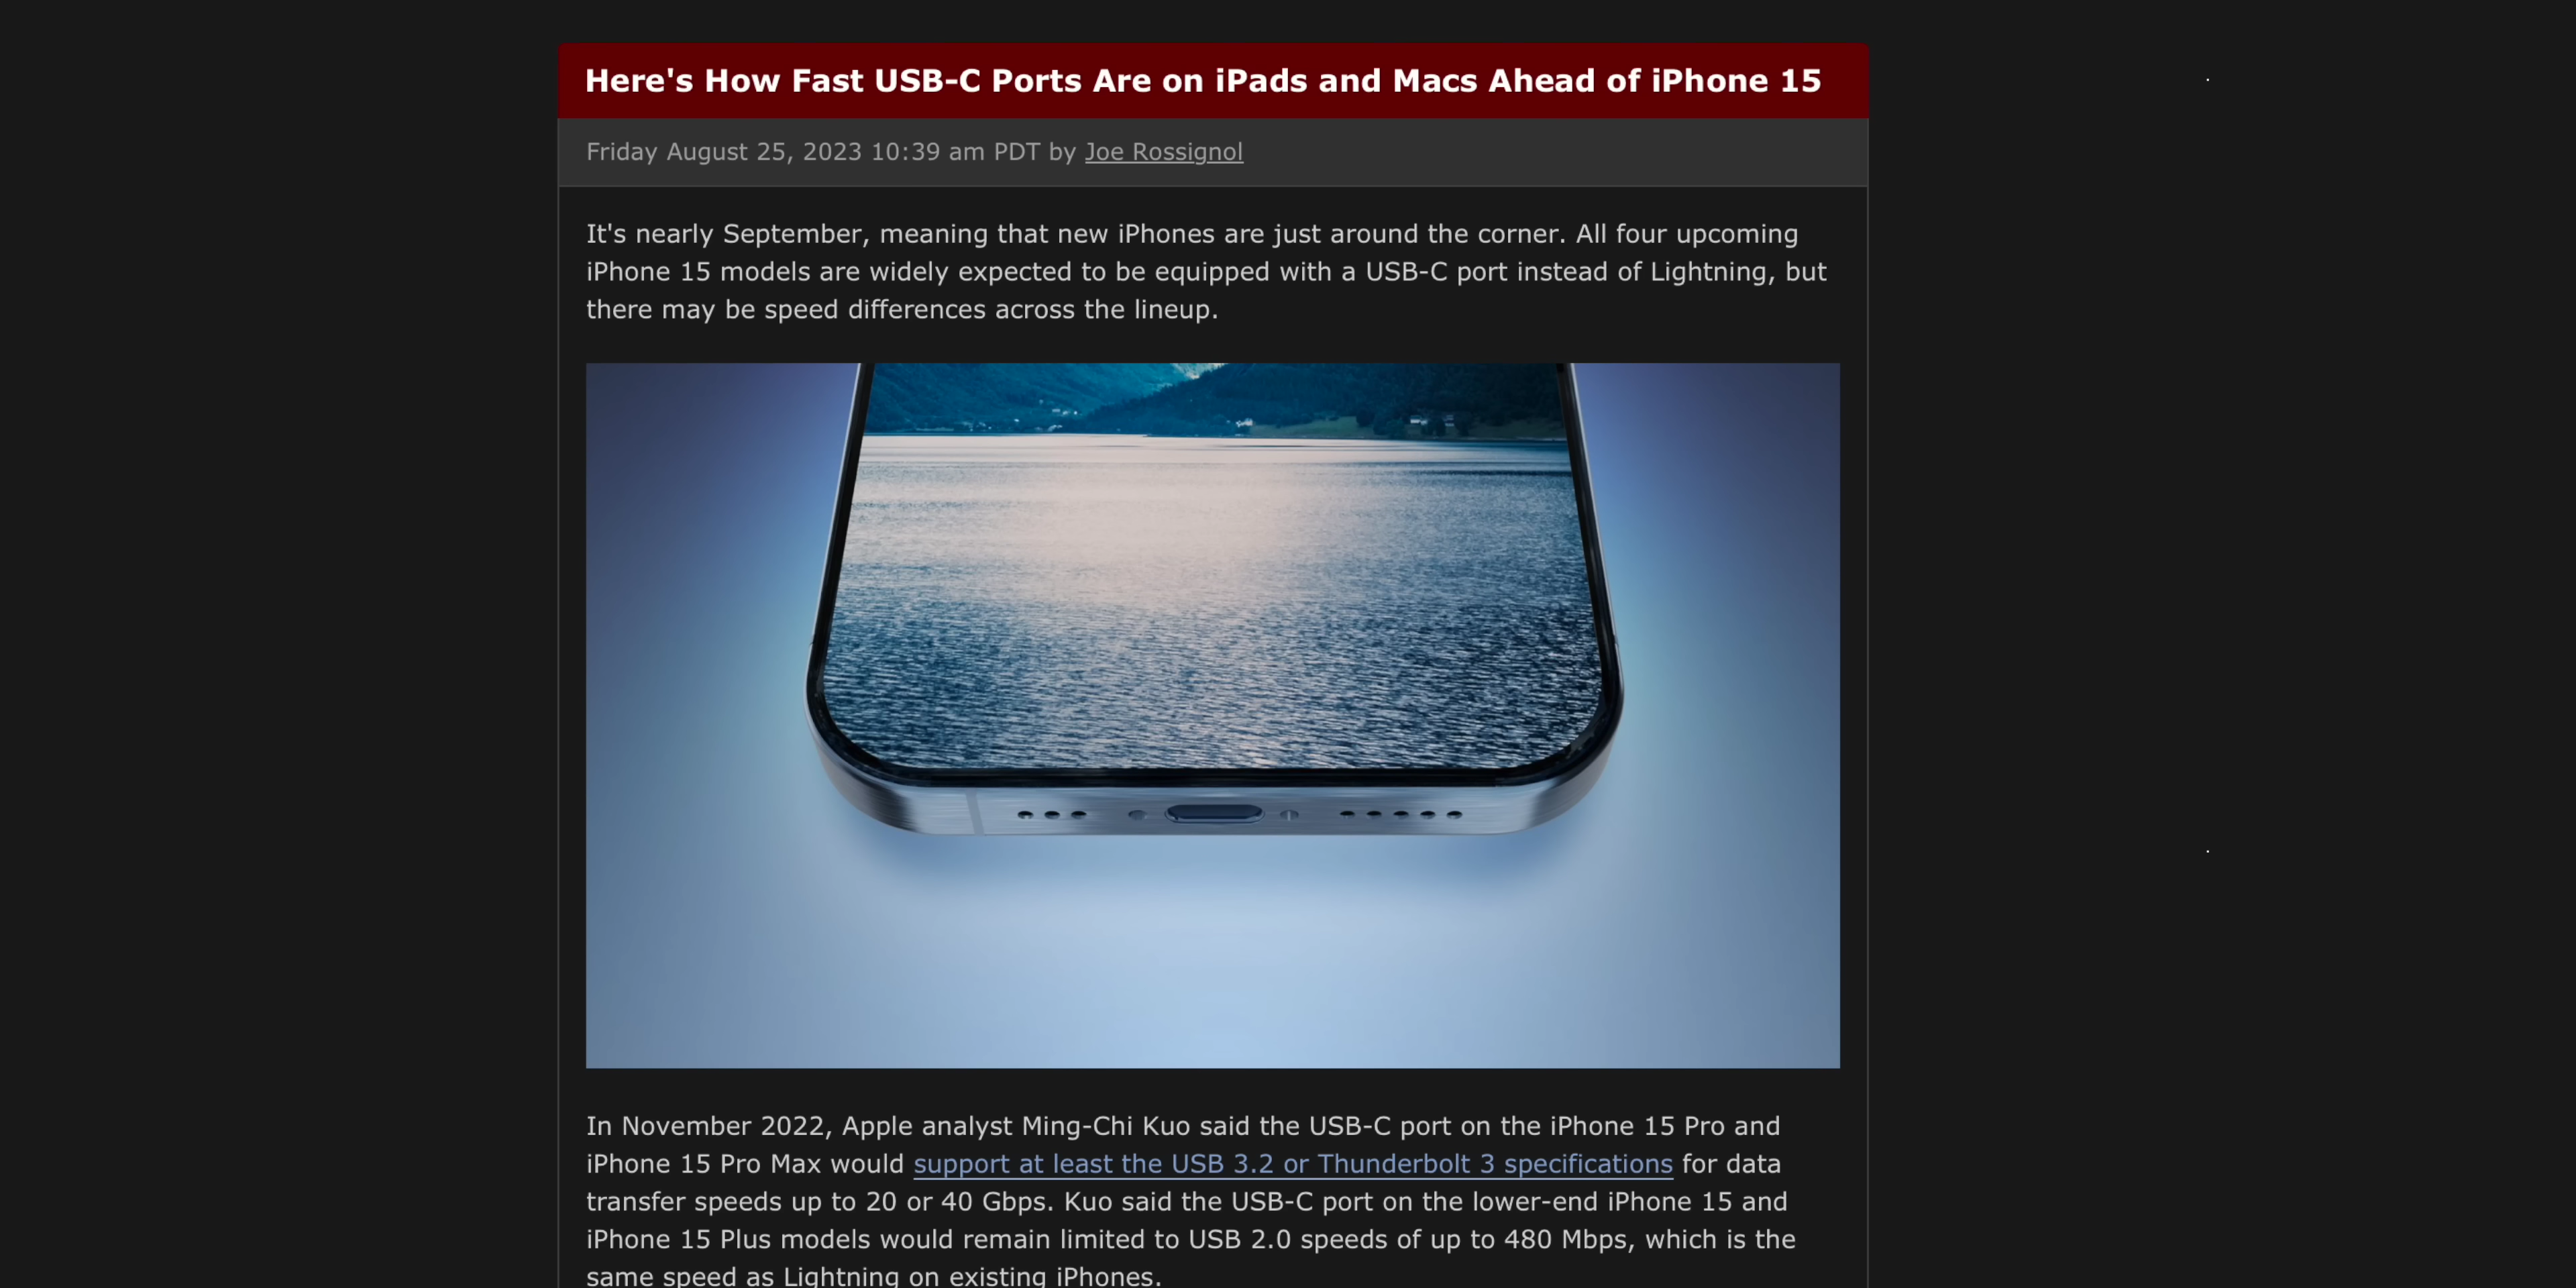 Here's How Fast USB-C Ports Are on iPads and Macs Ahead of iPhone 15
Friday August 25, 2023 10:39 am PDT by Joe Rossignol
It's nearly September, meaning that new iPhones are just around the corner. All four upcoming
iPhone 15 models are widely expected to be equipped with a USB-C port instead of Lightning, but
there may be speed differences across the lineup.
In November 2022, Apple analyst Ming-Chi Kuo said the USB-C port on the iPhone 15 Pro and
iPhone 15 Pro Max would support at least the USB 3.2 or Thunderbolt 3 specifications for data
transfer speeds up to 20 or 40 Gbps. Kuo said the USB-C port on the lower-end iPhone 15 and
iPhone 15 Plus models would remain limited to USB 2.0 speeds of up to 480 Mbps, which is the
same speed as Lightning on existing iPhones.